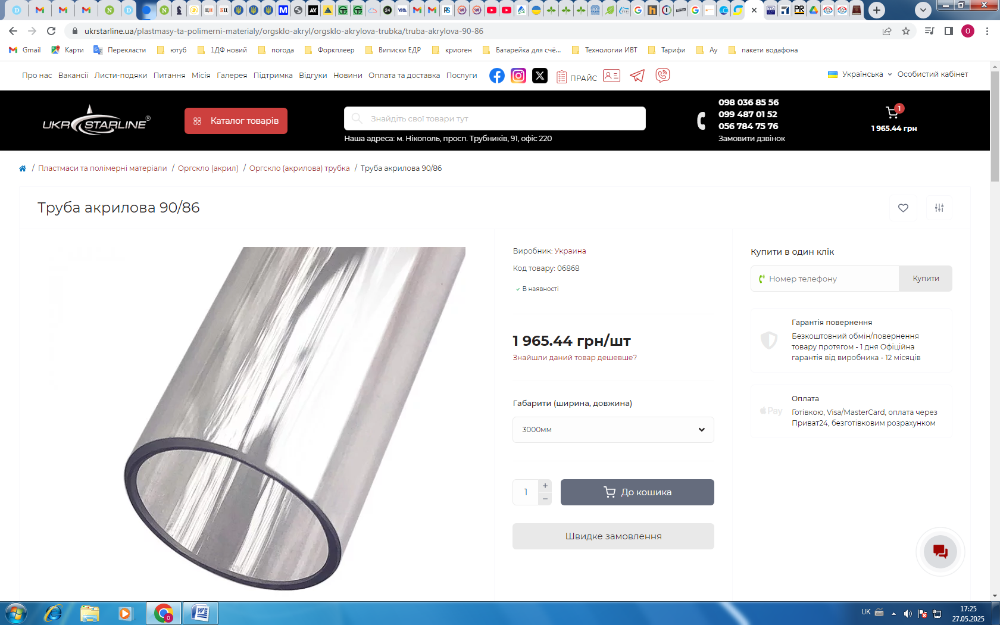 ukrstarline.ua/plastmasy-ta-polimerni-materialy/orgsklo-akryl/orgsklo-akrylova-trubka/truba-akrylova-90-86
Gmail Карти Перекласти ютуб 1ДФ новий погода Форкплеер Виписки ЕДР криоген Батарейка для счё... Технологии ИВТ Тарифи Ау пакети водафона
Про нас Вакансії Листи-подяки Питання Місія Галерея Підтримка Відгуки Новини Оплата та доставка Послуги ПРАЙС Українська Особистий кабінет
UKRSTARLINE®
Каталог товарів
Знайдіть свої товари тут
Наша адреса: м. Нікополь, просп. Трубників, 91, офіс 220
098 036 85 56
099 487 01 52
056 784 75 76
Замовити дзвінок
1
1 965.44 грн
/ Пластмаси та полімерні матеріали / Оргскло (акрил) / Оргскло (акрилова) трубка / Труба акрилова 90/86
Труба акрилова 90/86
Виробник: Украина
Код товару: 06868
В наявності
1 965.44 грн/шт
Знайшли даний товар дешевше?
Габарити (ширина, довжина)
3000мм
1 + −
До кошика
Швидке замовлення
Купити в один клік
Номер телефону
Купити
Гарантія повернення
Безкоштовний обмін/повернення
товару протягом - 1 дня Офіційна
гарантія від виробника - 12 місяців
Pay
Оплата
Готівкою, Visa/MasterCard, оплата через
Приват24, безготівковим розрахунком
UK
17:25
27.05.2025